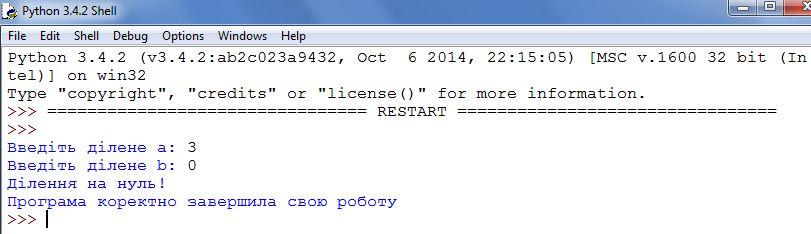 Python 3.4.2 Shell
File Edit Shell Debug Options Windows Help
Python 3.4.2 (v3.4.2:ab2c023a9432, Oct  6 2014, 22:15:05) [MSC v.1600 32 bit (In
tel)] on win32
Type "copyright", "credits" or "license()" for more information.
>>> ================================ RESTART ================================
>>>
Введіть ділене a: 3
Введіть ділене b: 0
Ділення на нуль!
Програма коректно завершила свою роботу
>>>